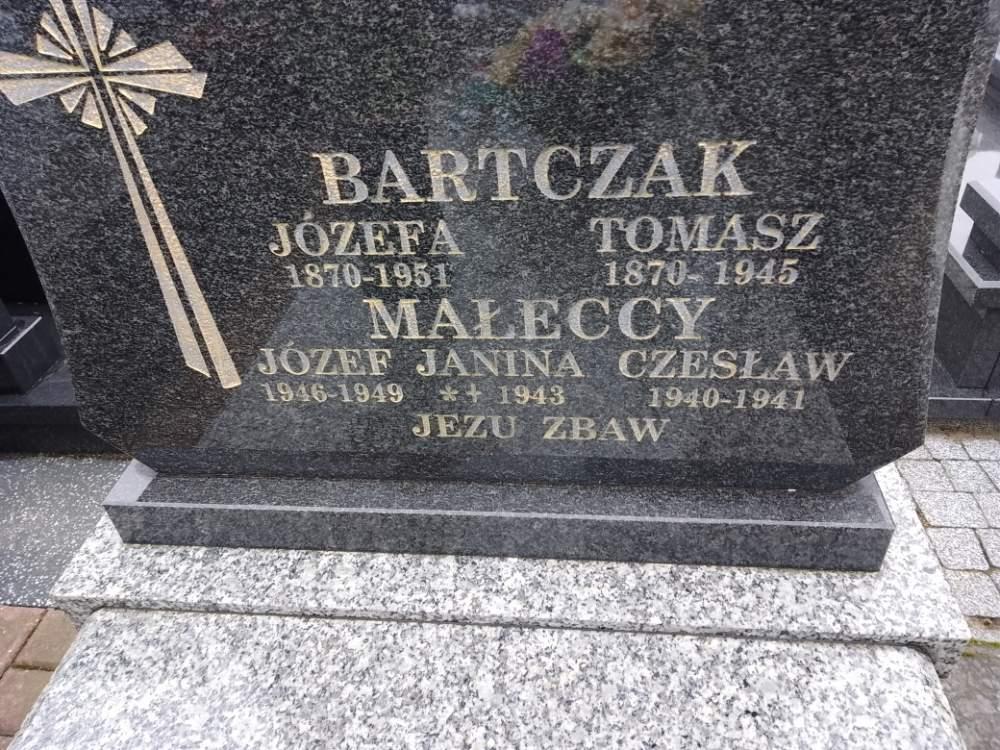 BARTCZAK
JÓZEFA TOMASZ
1870-1951 1870-1945
MAŁECCY
JÓZEF JANINA CZESŁAW
1946-1949 *+ 1943 1940-1941
JEZU ZBAW